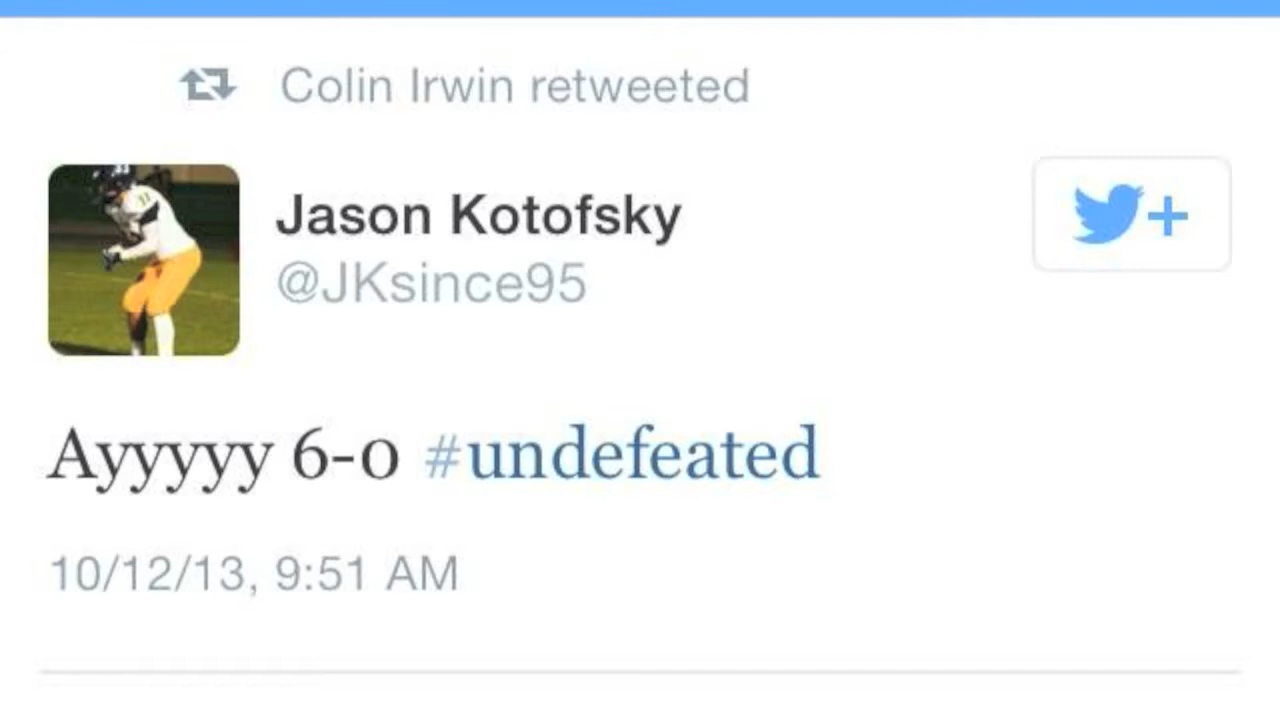 Colin Irwin retweeted
Jason Kotofsky
@JKsince95
Ayyyyy 6-0 #undefeated
10/12/13, 9:51 AM